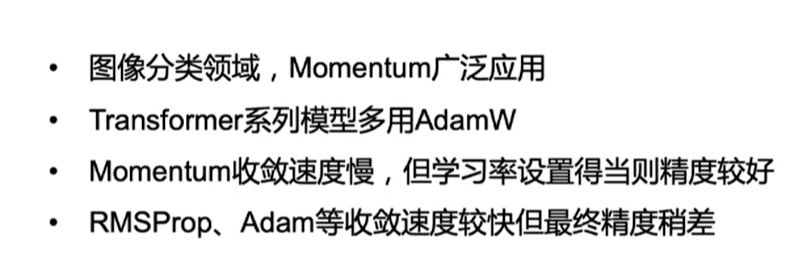 • 图像分类领域，Momentum广泛应用
• Transformer系列模型多用AdamW
• Momentum收敛速度慢，但学习率设置得当则精度较好
• RMSProp、Adam等收敛速度较快但最终精度稍差